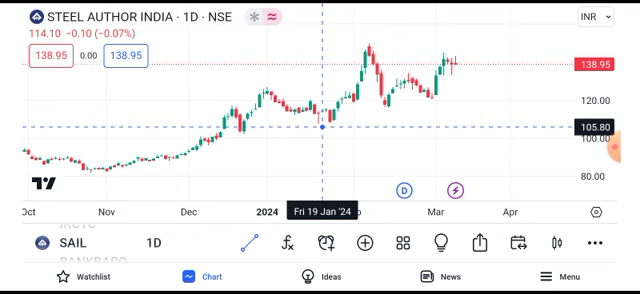 STEEL AUTHOR INDIA · 1D · NSE
INR
114.10 −0.10 (−0.07%)
138.95 0.00 138.95
138.95
120.00
105.80
100.00
80.00
D
Oct Nov Dec 2024 Fri 19 Jan '24 Mar Apr
SAIL 1D
Watchlist Chart Ideas News Menu